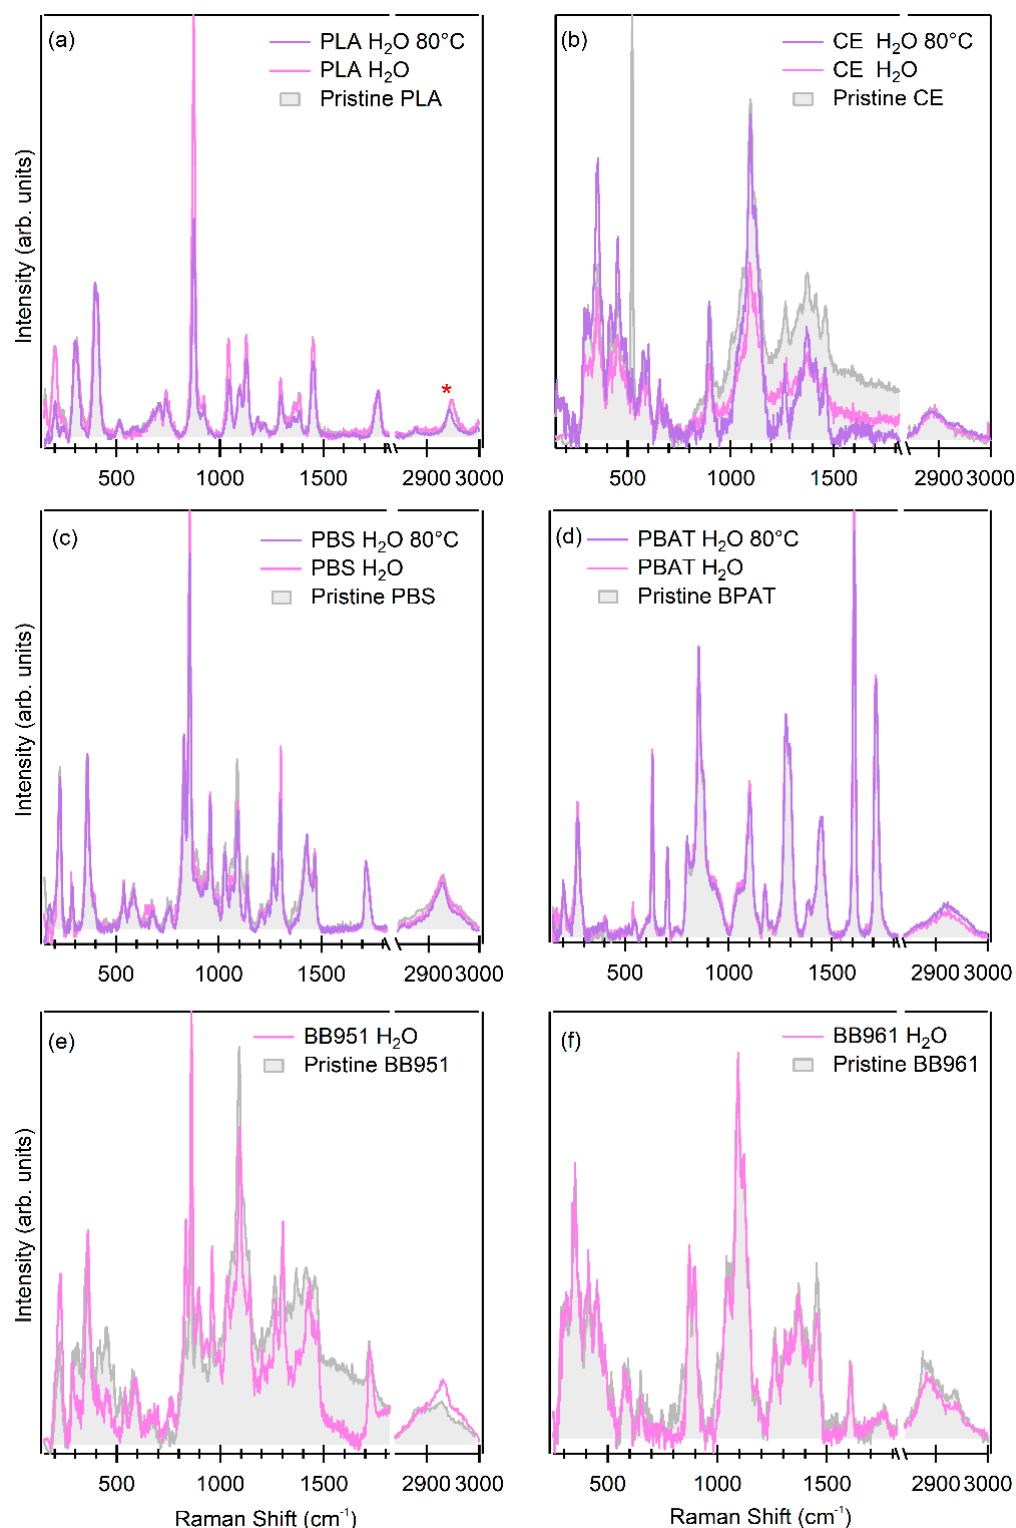 (a)
PLA H₂O 80°C
PLA H₂O
Pristine PLA
*
Intensity (arb. units)
500 1000 1500 2900 3000
(b)
CE H₂O 80°C
CE H₂O
Pristine CE
500 1000 1500 2900 3000
(c)
PBS H₂O 80°C
PBS H₂O
Pristine PBS
Intensity (arb. units)
500 1000 1500 2900 3000
(d)
PBAT H₂O 80°C
PBAT H₂O
Pristine BPAT
500 1000 1500 2900 3000
(e)
BB951 H₂O
Pristine BB951
Intensity (arb. units)
500 1000 1500 2900 3000
Raman Shift (cm⁻¹)
(f)
BB961 H₂O
Pristine BB961
500 1000 1500 2900 3000
Raman Shift (cm⁻¹)